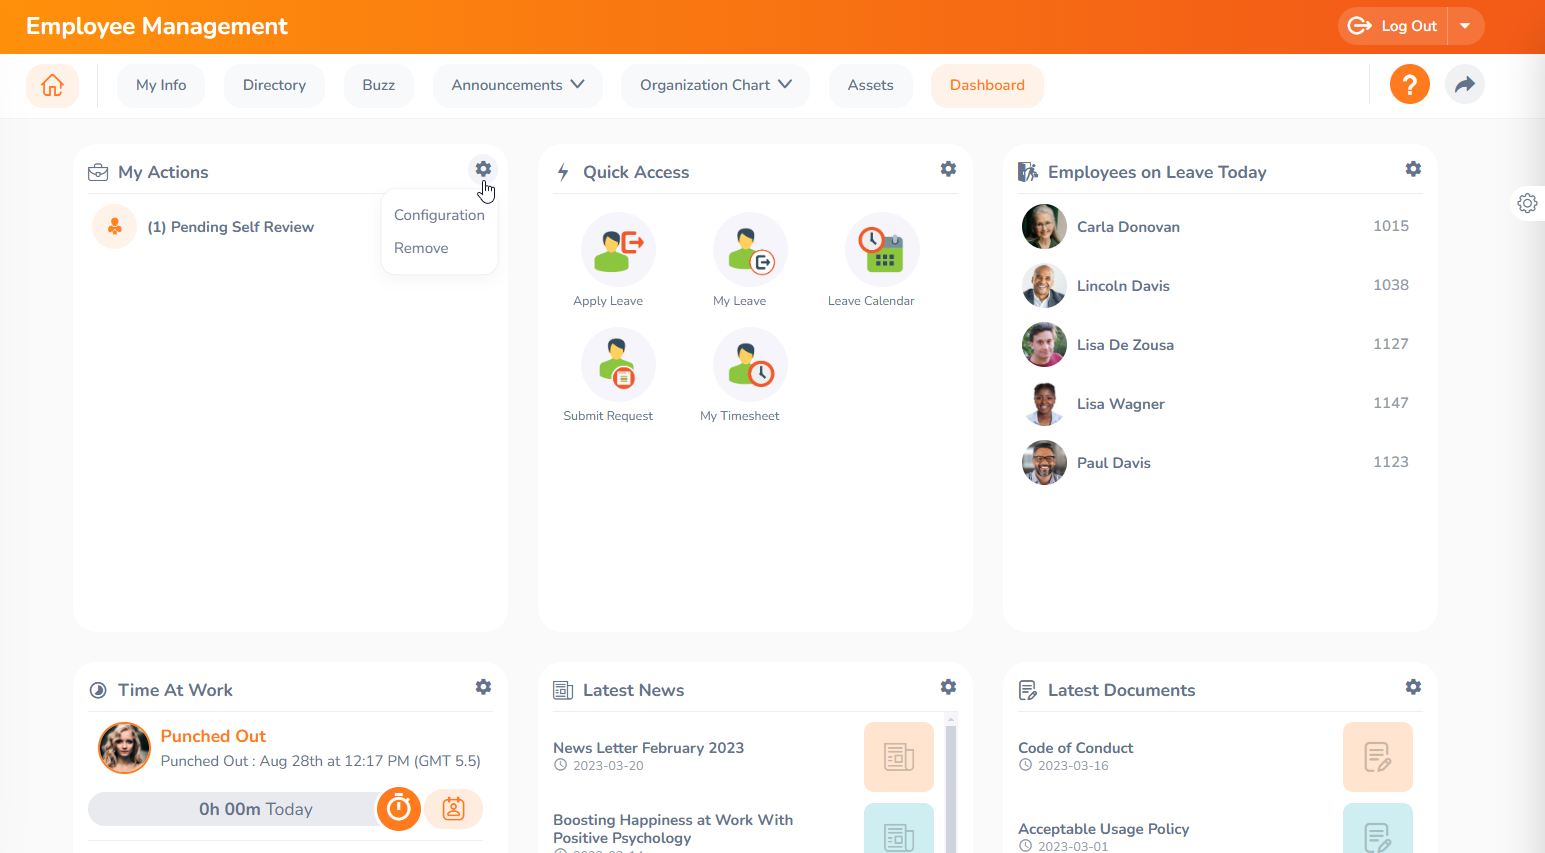 Employee Management
Log Out
My Info
Directory
Buzz
Announcements
Organization Chart
Assets
Dashboard
?
My Actions
Configuration
Remove
(1) Pending Self Review
Quick Access
Apply Leave
My Leave
Leave Calendar
Submit Request
My Timesheet
Employees on Leave Today
Carla Donovan 1015
Lincoln Davis 1038
Lisa De Zousa 1127
Lisa Wagner 1147
Paul Davis 1123
Time At Work
Punched Out
Punched Out : Aug 28th at 12:17 PM (GMT 5.5)
0h 00m Today
Latest News
News Letter February 2023
2023-03-20
Boosting Happiness at Work With
Positive Psychology
Latest Documents
Code of Conduct
2023-03-16
Acceptable Usage Policy
2023-03-01